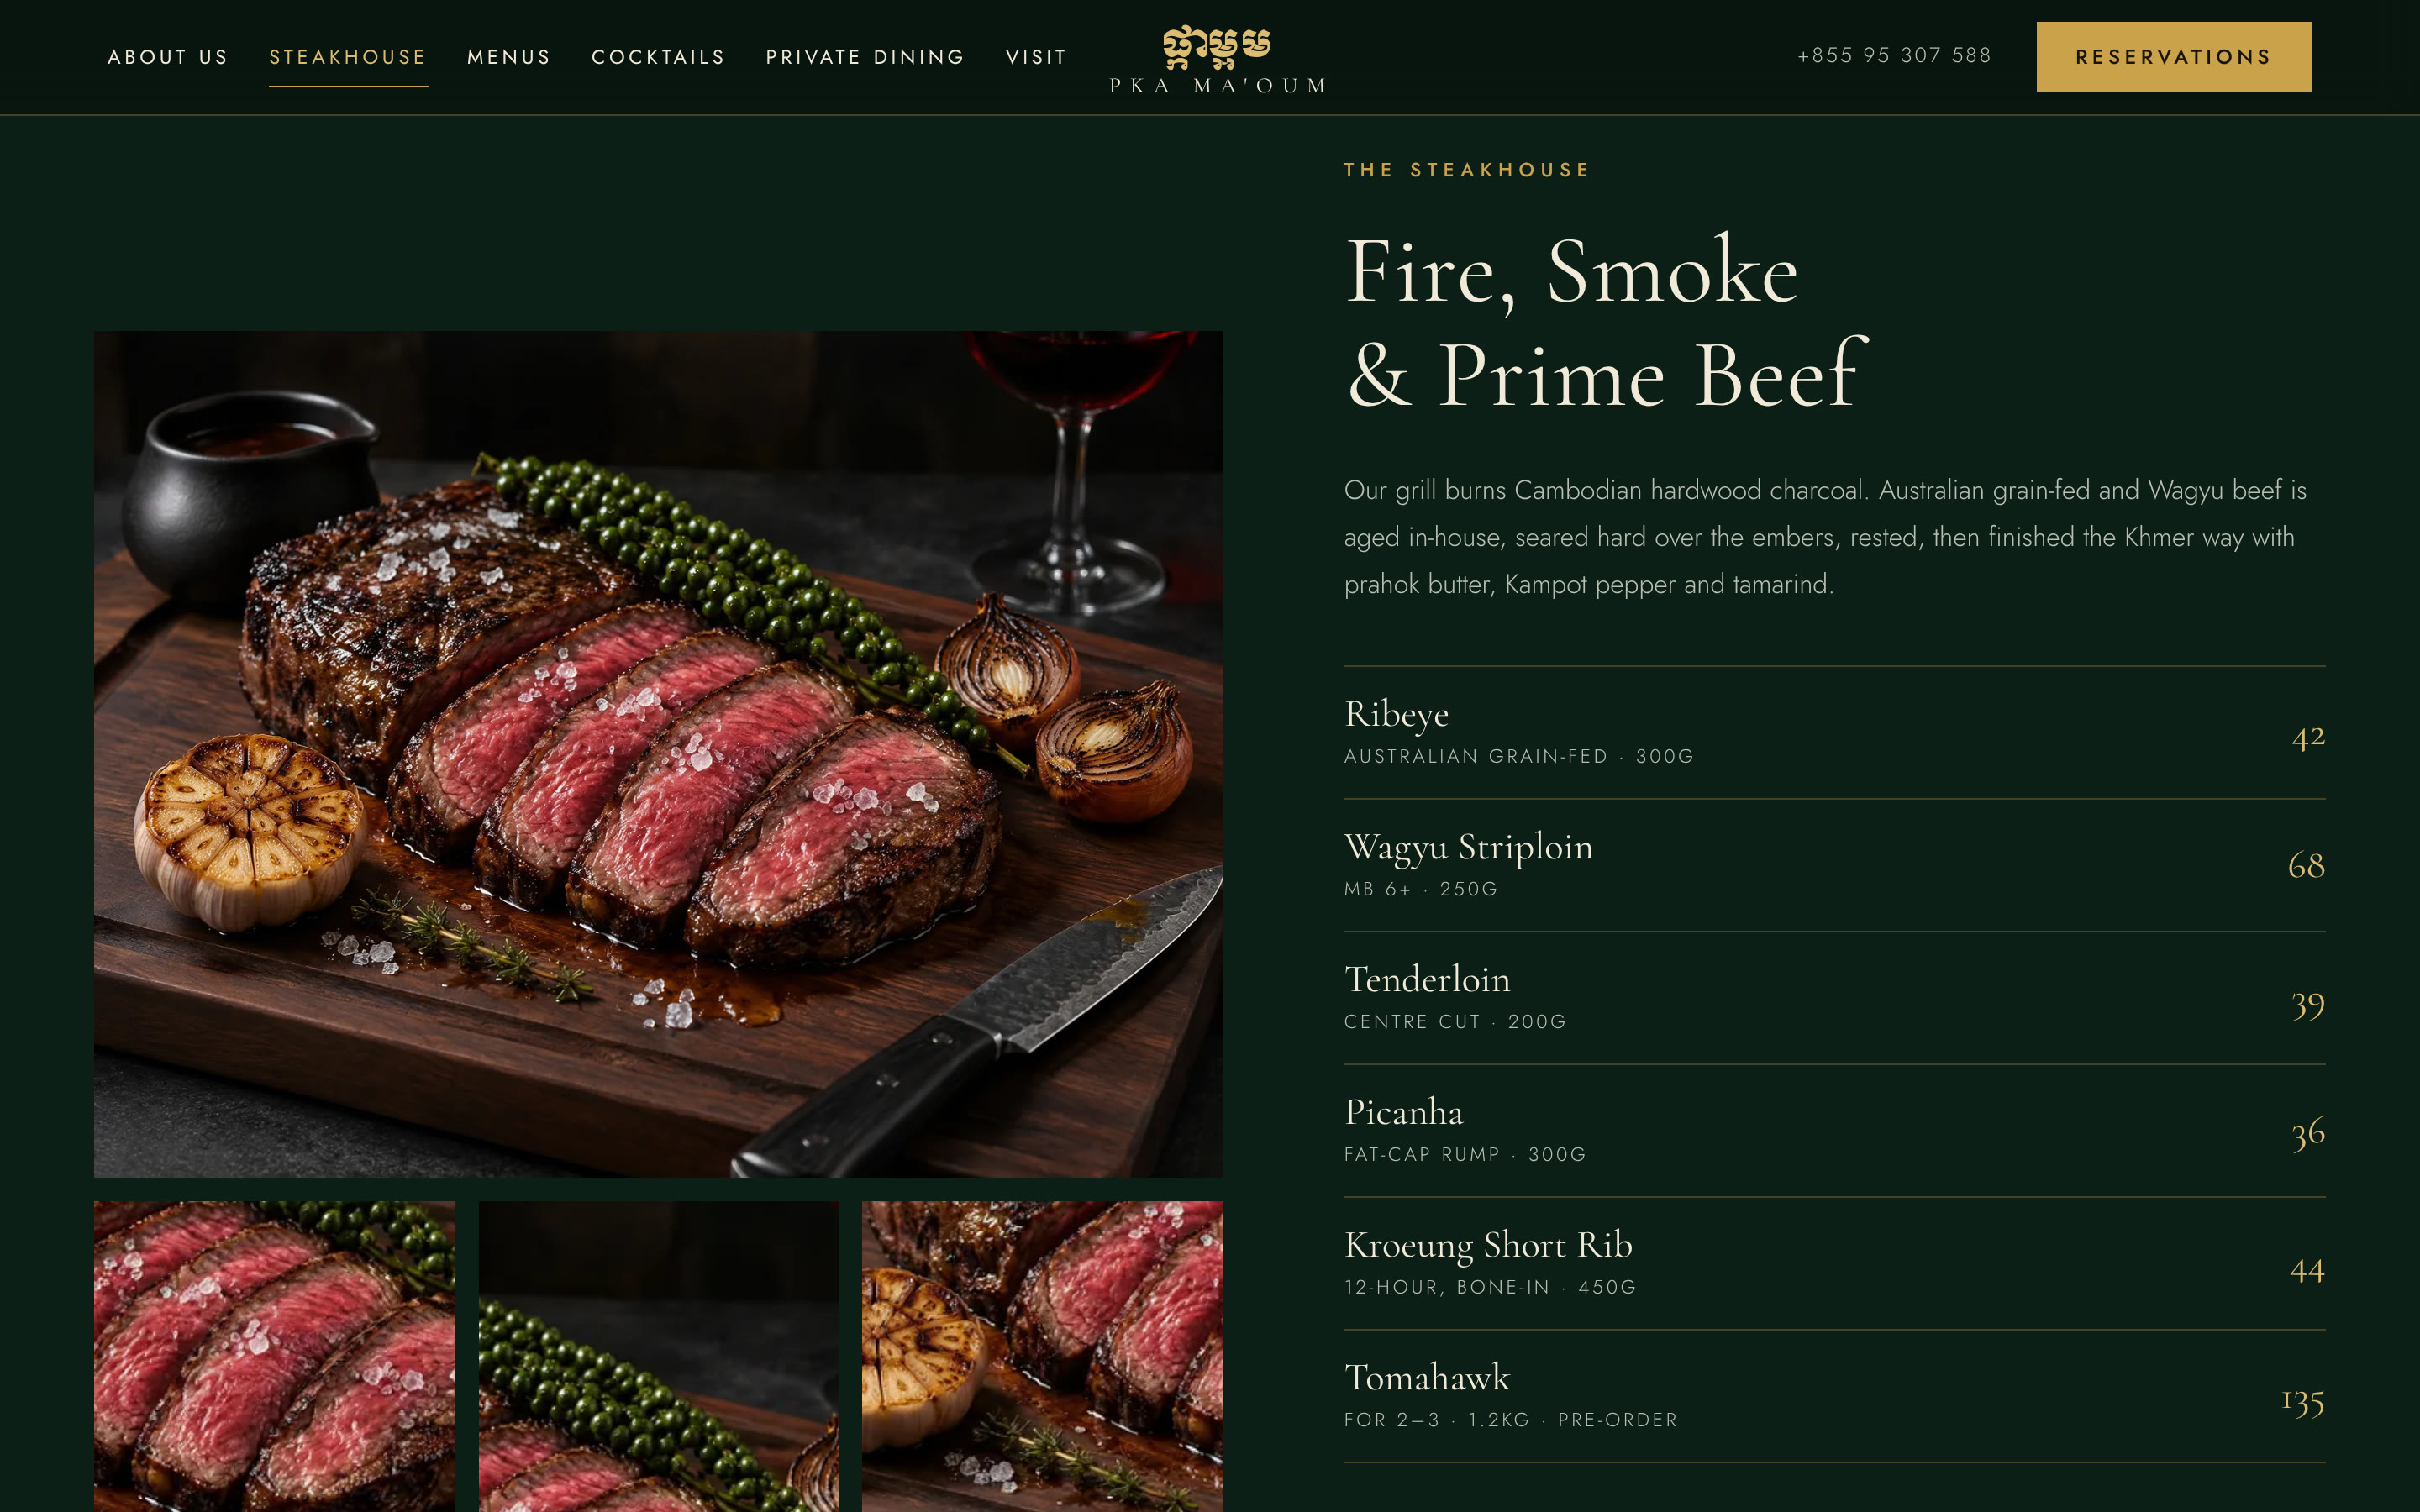 ABOUT US
STEAKHOUSE
MENUS
COCKTAILS
PRIVATE DINING
VISIT
ផ្កាម្អម
PKA MA'OUM
+855 95 307 588
RESERVATIONS
THE STEAKHOUSE
Fire, Smoke
& Prime Beef
Our grill burns Cambodian hardwood charcoal. Australian grain-fed and Wagyu beef is
aged in-house, seared hard over the embers, rested, then finished the Khmer way with
prahok butter, Kampot pepper and tamarind.
Ribeye
AUSTRALIAN GRAIN-FED · 300G
42
Wagyu Striploin
MB 6+ · 250G
68
Tenderloin
CENTRE CUT · 200G
39
Picanha
FAT-CAP RUMP · 300G
36
Kroeung Short Rib
12-HOUR, BONE-IN · 450G
44
Tomahawk
FOR 2–3 · 1.2KG · PRE-ORDER
135